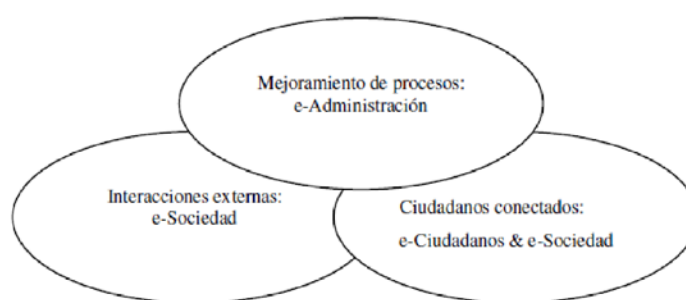 Mejoramiento de procesos:
e-Administración
Interacciones externas:
e-Sociedad
Ciudadanos conectados:
e-Ciudadanos & e-Sociedad